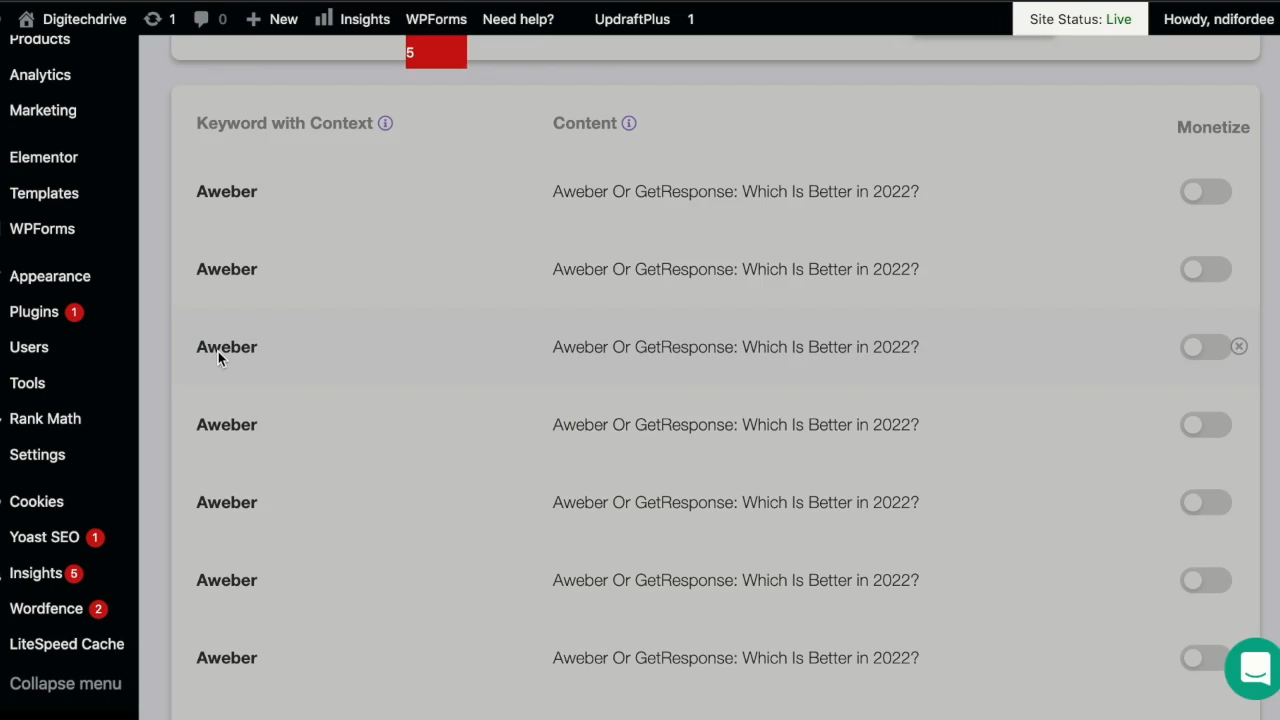 Digitechdrive 1 0 New Insights WPForms Need help? UpdraftPlus 1 Site Status: Live Howdy, ndifordee
5
Products
Analytics
Marketing
Elementor
Templates
WPForms
Appearance
Plugins 1
Users
Tools
Rank Math
Settings
Cookies
Yoast SEO 1
Insights 5
Wordfence 2
LiteSpeed Cache
Collapse menu
Keyword with Context Content Monetize
Aweber Aweber Or GetResponse: Which Is Better in 2022?
Aweber Aweber Or GetResponse: Which Is Better in 2022?
Aweber Aweber Or GetResponse: Which Is Better in 2022?
Aweber Aweber Or GetResponse: Which Is Better in 2022?
Aweber Aweber Or GetResponse: Which Is Better in 2022?
Aweber Aweber Or GetResponse: Which Is Better in 2022?
Aweber Aweber Or GetResponse: Which Is Better in 2022?